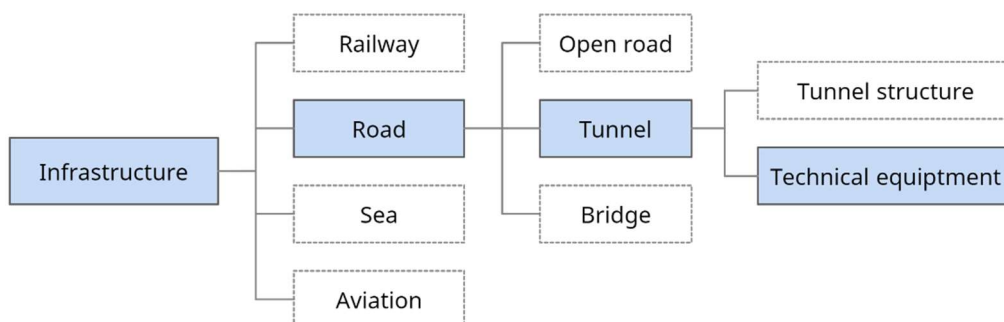 Infrastructure
Railway
Road
Sea
Aviation
Open road
Tunnel
Bridge
Tunnel structure
Technical equiptment